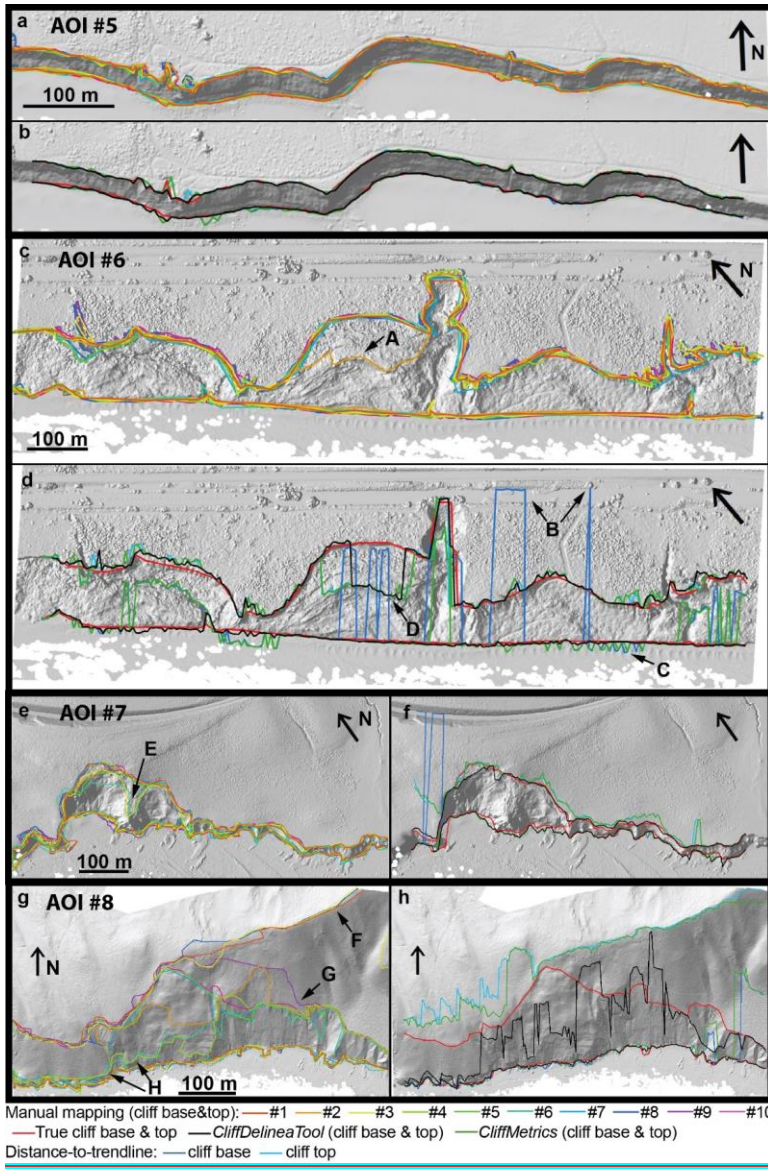 a AOI #5
N
100 m
b
c AOI #6
N
A
100 m
d
B
D
C
e AOI #7
N
E
100 m
f
g AOI #8
F
N
G
H
100 m
h
Manual mapping (cliff base&top): #1 #2 #3 #4 #5 #6 #7 #8 #9 #10
True cliff base & top CliffDelineaTool (cliff base & top) CliffMetrics (cliff base & top)
Distance-to-trendline: cliff base cliff top